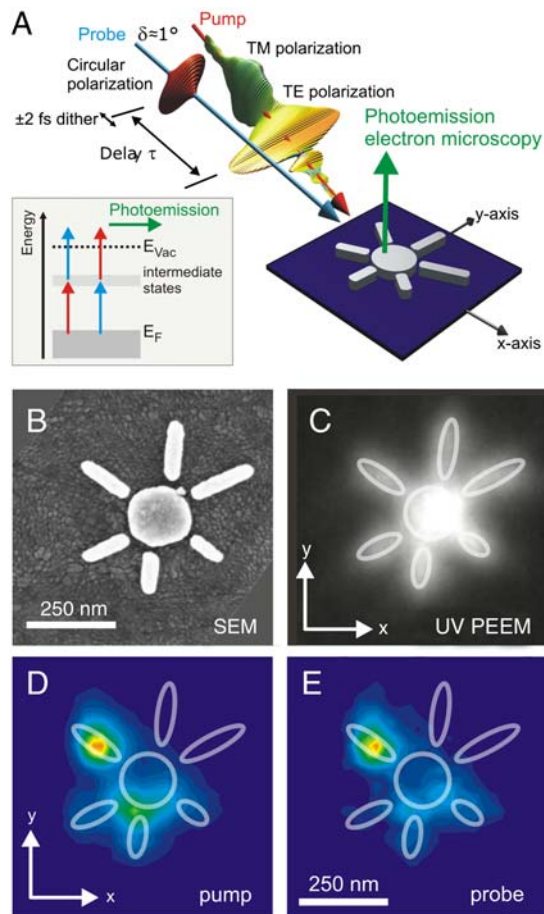 A
Probe
δ≈1°
Pump
Circular
polarization
TM polarization
TE polarization
±2 fs dither
Delay τ
Photoemission
electron microscopy
y-axis
x-axis
Energy
Photoemission
E_Vac
intermediate
states
E_F
B
250 nm
SEM
C
y
x
UV PEEM
D
y
x
pump
E
250 nm
probe